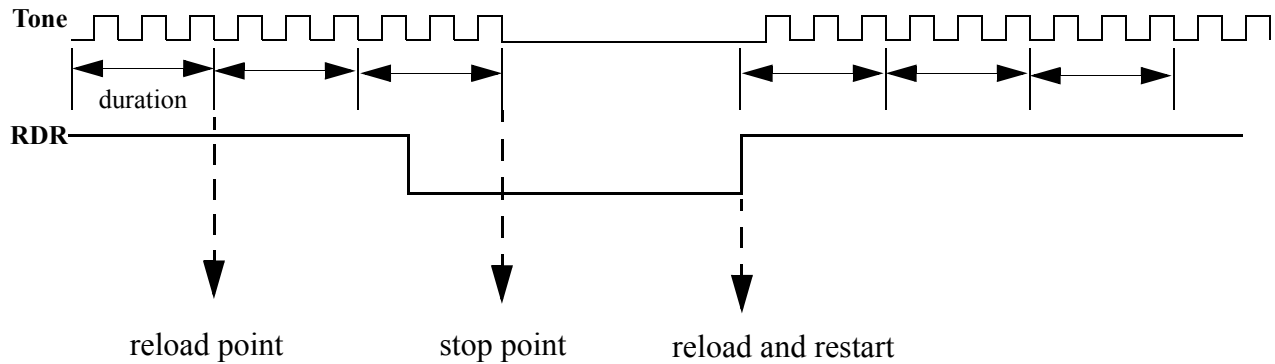 Tone
duration
RDR
reload point
stop point
reload and restart